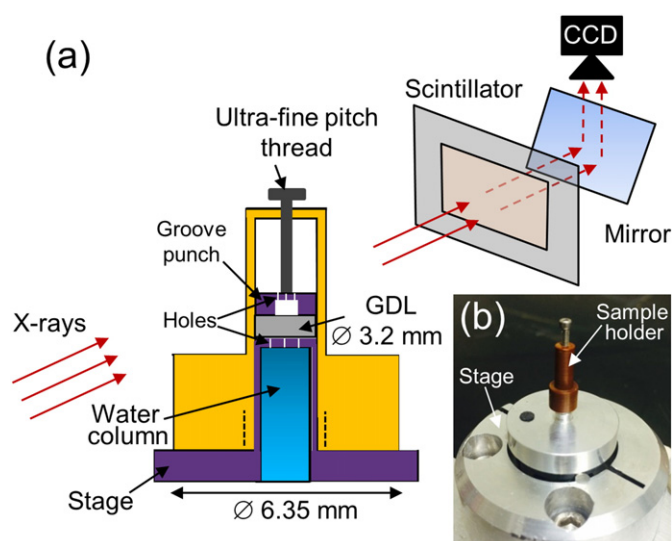 (a)
CCD
Scintillator
Ultra-fine pitch
thread
Mirror
Groove
punch
GDL
Holes
Ø 3.2 mm
X-rays
Water
column
Stage
Ø 6.35 mm
(b)
Sample
holder
Stage